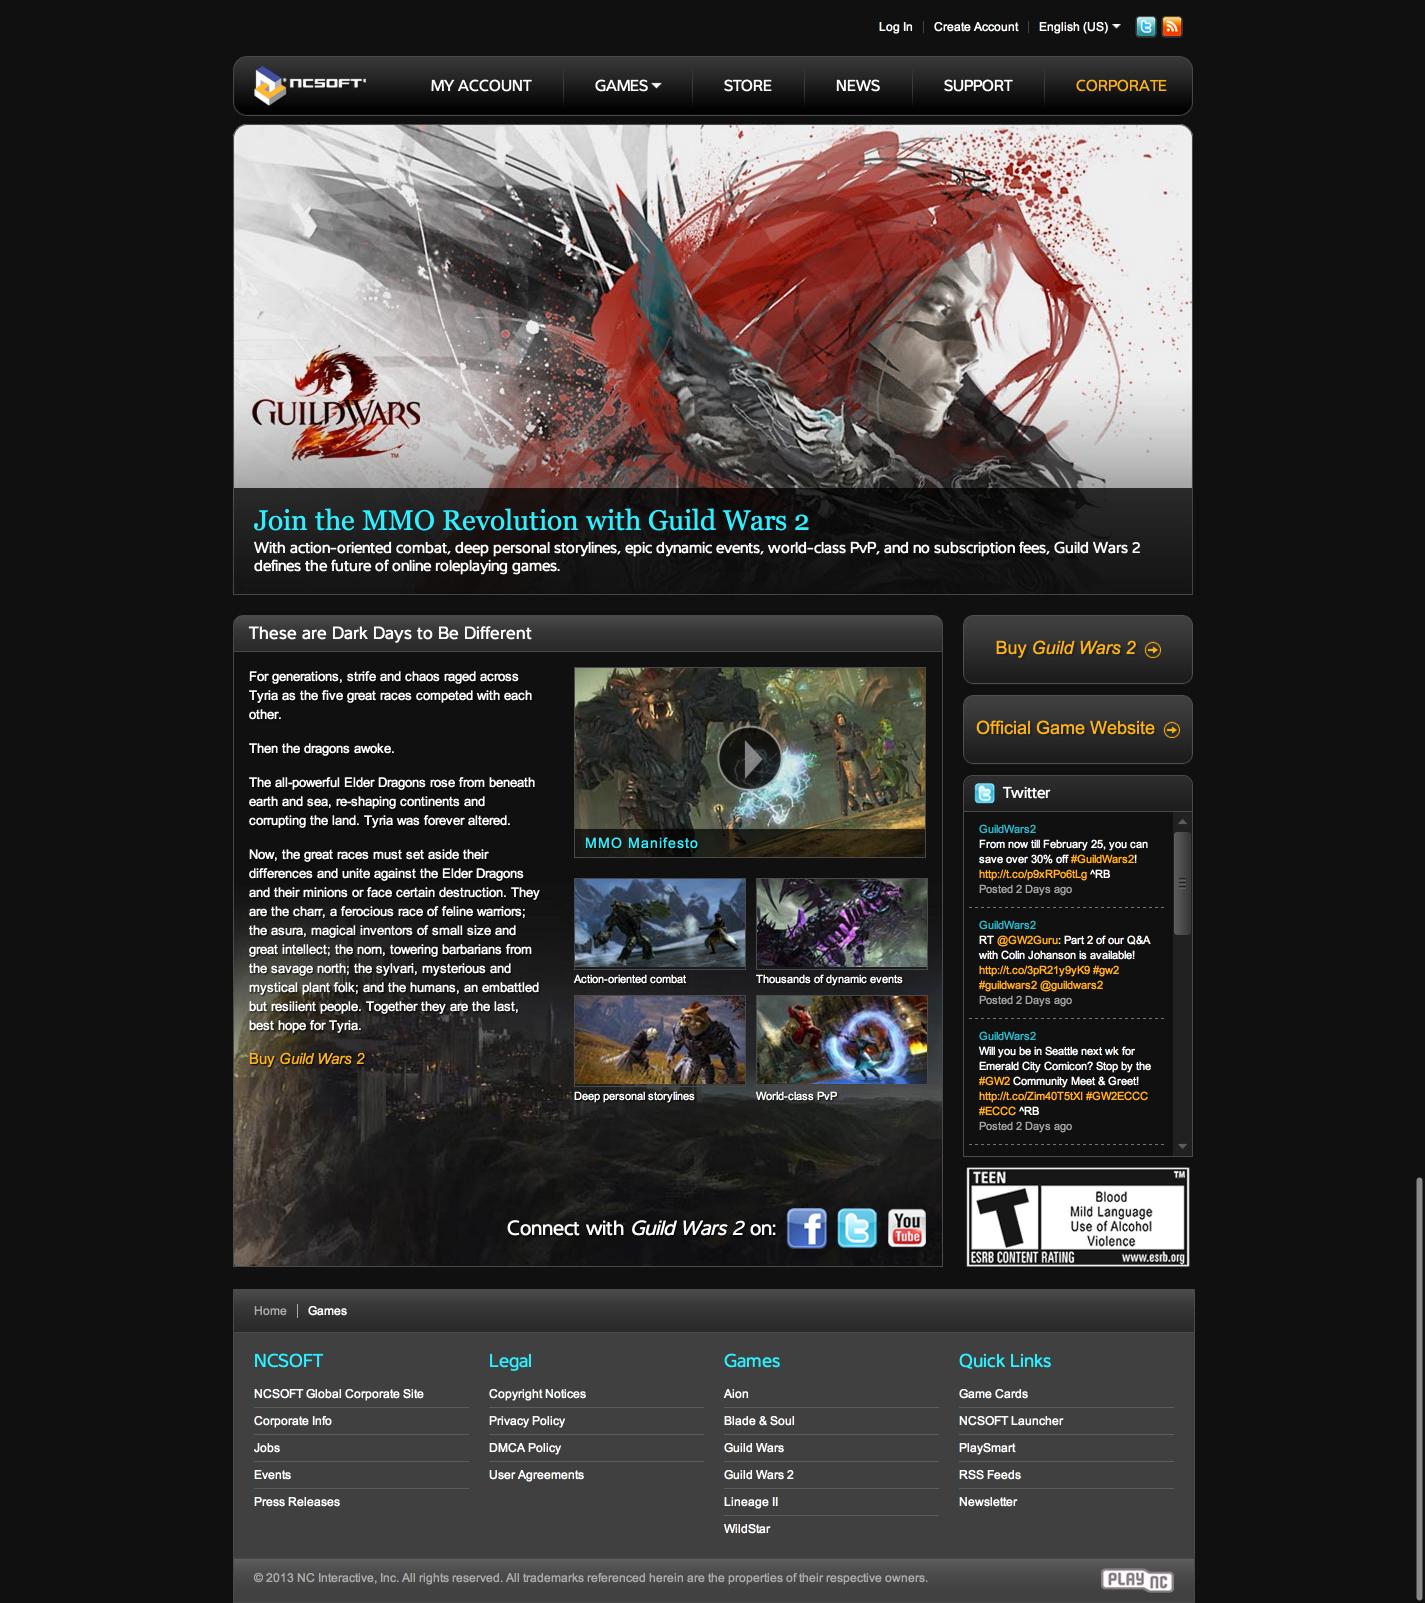 Log In
Create Account
English (US)
NCSOFT
MY ACCOUNT
GAMES
STORE
NEWS
SUPPORT
CORPORATE
GUILDWARS
2
TM
Join the MMO Revolution with Guild Wars 2
With action-oriented combat, deep personal storylines, epic dynamic events, world-class PvP, and no subscription fees, Guild Wars 2
defines the future of online roleplaying games.
These are Dark Days to Be Different
For generations, strife and chaos raged across
Tyria as the five great races competed with each
other.
Then the dragons awoke.
The all-powerful Elder Dragons rose from beneath
earth and sea, re-shaping continents and
corrupting the land. Tyria was forever altered.
Now, the great races must set aside their
differences and unite against the Elder Dragons
and their minions or face certain destruction. They
are the charr, a ferocious race of feline warriors;
the asura, magical inventors of small size and
great intellect; the norn, towering barbarians from
the savage north; the sylvari, mysterious and
mystical plant folk; and the humans, an embattled
but resilient people. Together they are the last,
best hope for Tyria.
Buy Guild Wars 2
MMO Manifesto
Action-oriented combat
Thousands of dynamic events
Deep personal storylines
World-class PvP
Connect with Guild Wars 2 on:
f
t
You
Tube
Buy Guild Wars 2
Official Game Website
t
Twitter
GuildWars2
From now till February 25, you can
save over 30% off #GuildWars2!
http://t.co/p9xRPo6tLg ^RB
Posted 2 Days ago
GuildWars2
RT @GW2Guru: Part 2 of our Q&A
with Colin Johanson is available!
http://t.co/3pR21y9yK9 #gw2
#guildwars2 @guildwars2
Posted 2 Days ago
GuildWars2
Will you be in Seattle next wk for
Emerald City Comicon? Stop by the
#GW2 Community Meet & Greet!
http://t.co/Zim40T5tXl #GW2ECCC
#ECCC ^RB
Posted 2 Days ago
TEEN
TM
T
Blood
Mild Language
Use of Alcohol
Violence
ESRB CONTENT RATING
www.esrb.org
Home
Games
NCSOFT
NCSOFT Global Corporate Site
Corporate Info
Jobs
Events
Press Releases
Legal
Copyright Notices
Privacy Policy
DMCA Policy
User Agreements
Games
Aion
Blade & Soul
Guild Wars
Guild Wars 2
Lineage II
WildStar
Quick Links
Game Cards
NCSOFT Launcher
PlaySmart
RSS Feeds
Newsletter
© 2013 NC Interactive, Inc. All rights reserved. All trademarks referenced herein are the properties of their respective owners.
PLAY NC